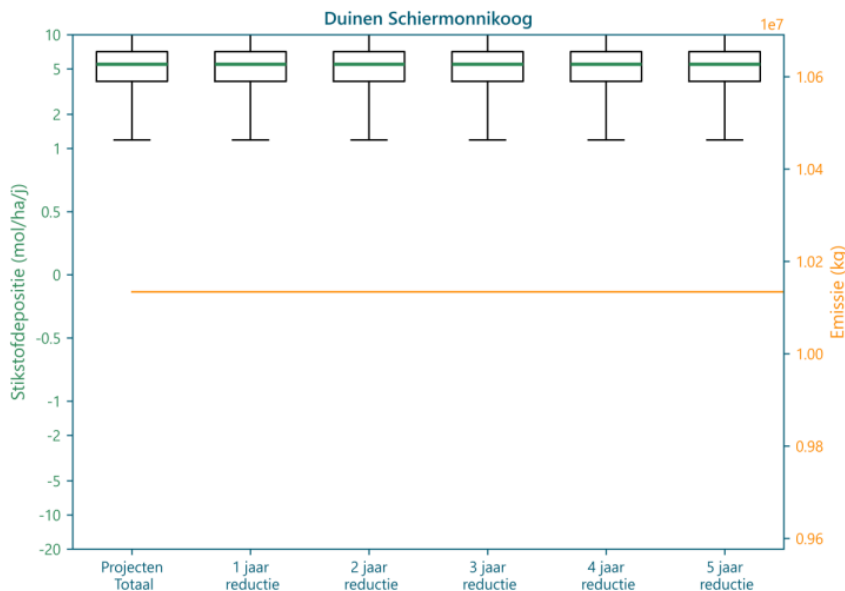 Duinen Schiermonnikoog
1e7
Stikstofdepositie (mol/ha/j)
10
5
2
1
0.5
0
-0.5
-1
-2
-5
-10
-20
Emissie (kg)
1.06
1.04
1.02
1.00
0.98
0.96
Projecten
Totaal
1 jaar
reductie
2 jaar
reductie
3 jaar
reductie
4 jaar
reductie
5 jaar
reductie